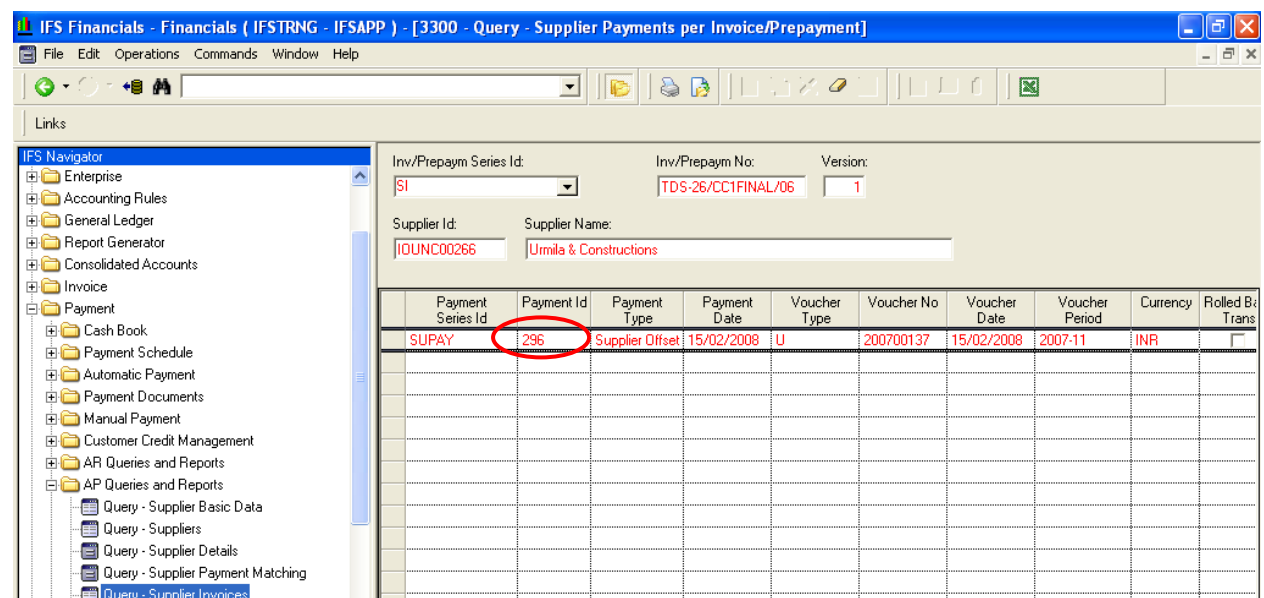 IFS Financials - Financials ( IFSTRNG - IFSAPP ) - [3300 - Query - Supplier Payments per Invoice/Prepayment]
File Edit Operations Commands Window Help
Links
IFS Navigator
Enterprise
Accounting Rules
General Ledger
Report Generator
Consolidated Accounts
Invoice
Payment
Cash Book
Payment Schedule
Automatic Payment
Payment Documents
Manual Payment
Customer Credit Management
AR Queries and Reports
AP Queries and Reports
Query - Supplier Basic Data
Query - Suppliers
Query - Supplier Details
Query - Supplier Payment Matching
Query - Supplier Invoices
Inv/Prepaym Series Id: Inv/Prepaym No: Version:
SI TDS-26/CC1FINAL/06 1
Supplier Id: Supplier Name:
IOUNC00266 Urmila & Constructions
Payment Series Id Payment Id Payment Type Payment Date Voucher Type Voucher No Voucher Date Voucher Period Currency Rolled Trans
SUPAY 296 Supplier Offset 15/02/2008 U 200700137 15/02/2008 2007-11 INR